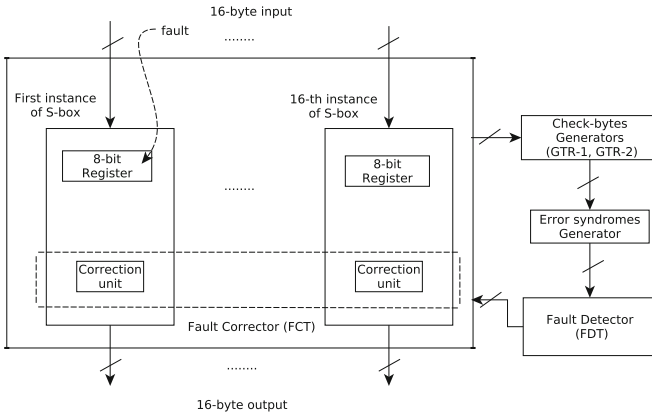 16-byte input
fault
........
First instance
of S-box
16-th instance
of S-box
8-bit
Register
8-bit
Register
........
Check-bytes
Generators
(GTR-1, GTR-2)
Error syndromes
Generator
Correction
unit
Correction
unit
Fault Corrector (FCT)
Fault Detector
(FDT)
........
16-byte output